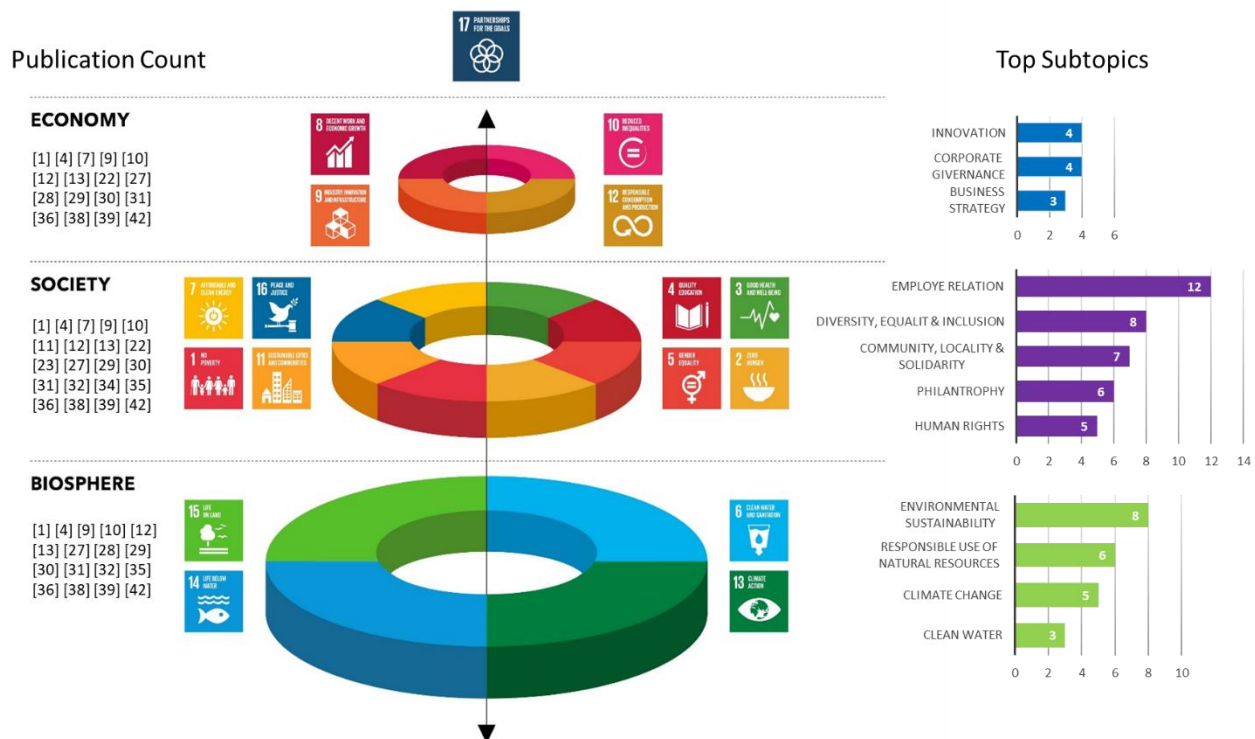 17 PARTNERSHIPS
FOR THE GOALS
Publication Count
Top Subtopics
ECONOMY
[1] [4] [7] [9] [10]
[12] [13] [22] [27]
[28] [29] [30] [31]
[36] [38] [39] [42]
8 DECENT WORK AND
ECONOMIC GROWTH
10 REDUCED
INEQUALITIES
9 INDUSTRY, INNOVATION
AND INFRASTRUCTURE
12 RESPONSIBLE
CONSUMPTION
AND PRODUCTION
INNOVATION
4
CORPORATE
GIVERNANCE
4
BUSINESS
STRATEGY
3
0 2 4 6
SOCIETY
[1] [4] [7] [9] [10]
[11] [12] [13] [22]
[23] [27] [29] [30]
[31] [32] [34] [35]
[36] [38] [39] [42]
7 AFFORDABLE AND
CLEAN ENERGY
16 PEACE AND
JUSTICE
1 NO
POVERTY
11 SUSTAINABLE CITIES
AND COMMUNITIES
4 QUALITY
EDUCATION
3 GOOD HEALTH
AND WELL-BEING
5 GENDER
EQUALITY
2 ZERO
HUNGER
EMPLOYE RELATION
12
DIVERSITY, EQUALIT & INCLUSION
8
COMMUNITY, LOCALITY &
SOLIDARITY
7
PHILANTROPHY
6
HUMAN RIGHTS
5
0 2 4 6 8 10 12 14
BIOSPHERE
[1] [4] [9] [10] [12]
[13] [27] [28] [29]
[30] [31] [32] [35]
[36] [38] [39] [42]
15 LIFE
ON LAND
6 CLEAN WATER
AND SANITATION
14 LIFE BELOW
WATER
13 CLIMATE
ACTION
ENVIRONMENTAL
SUSTAINABILITY
8
RESPONSIBLE USE OF
NATURAL RESOURCES
6
CLIMATE CHANGE
5
CLEAN WATER
3
0 2 4 6 8 10